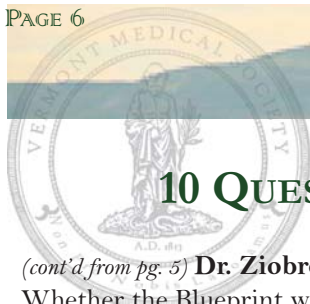 PAGE 6
VERMONT MEDICAL SOCIETY
A.D. 1813
10 QUES
(cont'd from pg. 5) Dr. Ziobr
Whether the Blueprint w